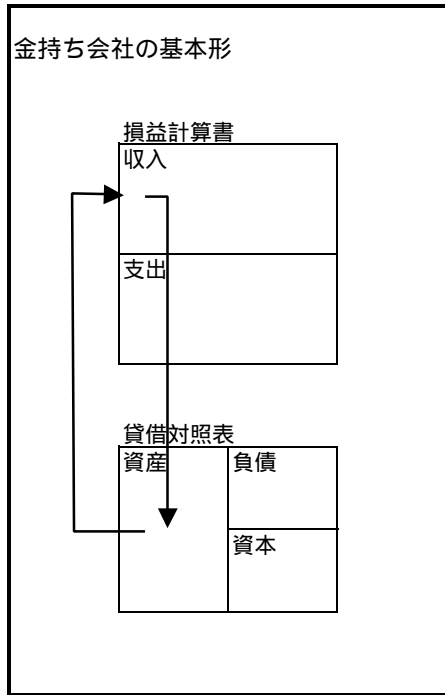 金持ち会社の基本形
損益計算書
収入
支出
貸借対照表
資産
負債
資本